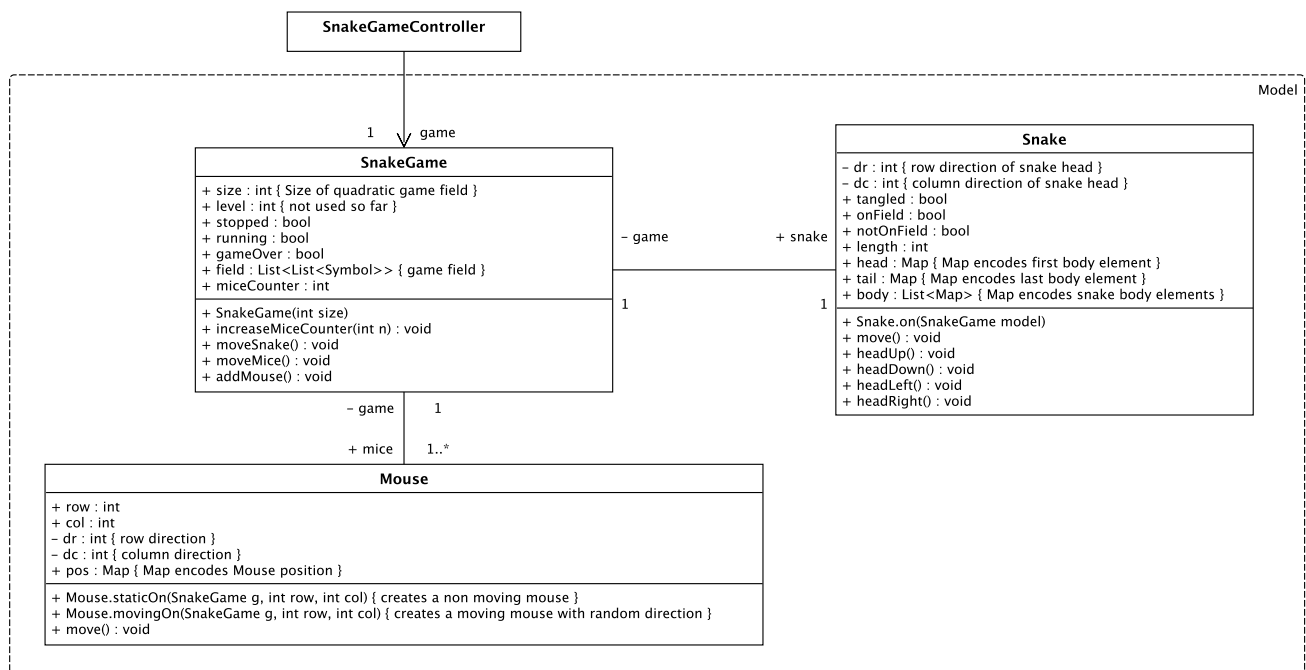 SnakeGameController
Model
1 game
SnakeGame
+ size : int { Size of quadratic game field }
+ level : int { not used so far }
+ stopped : bool
+ running : bool
+ gameOver : bool
+ field : List<List<Symbol>> { game field }
+ miceCounter : int
+ SnakeGame(int size)
+ increaseMiceCounter(int n) : void
+ moveSnake() : void
+ moveMice() : void
+ addMouse() : void
– game + snake
1 1
Snake
– dr : int { row direction of snake head }
– dc : int { column direction of snake head }
+ tangled : bool
+ onField : bool
+ notOnField : bool
+ length : int
+ head : Map { Map encodes first body element }
+ tail : Map { Map encodes last body element }
+ body : List<Map> { Map encodes snake body elements }
+ Snake.on(SnakeGame model)
+ move() : void
+ headUp() : void
+ headDown() : void
+ headLeft() : void
+ headRight() : void
– game 1
+ mice 1..*
Mouse
+ row : int
+ col : int
– dr : int { row direction }
– dc : int { column direction }
+ pos : Map { Map encodes Mouse position }
+ Mouse.staticOn(SnakeGame g, int row, int col) { creates a non moving mouse }
+ Mouse.movingOn(SnakeGame g, int row, int col) { creates a moving mouse with random direction }
+ move() : void